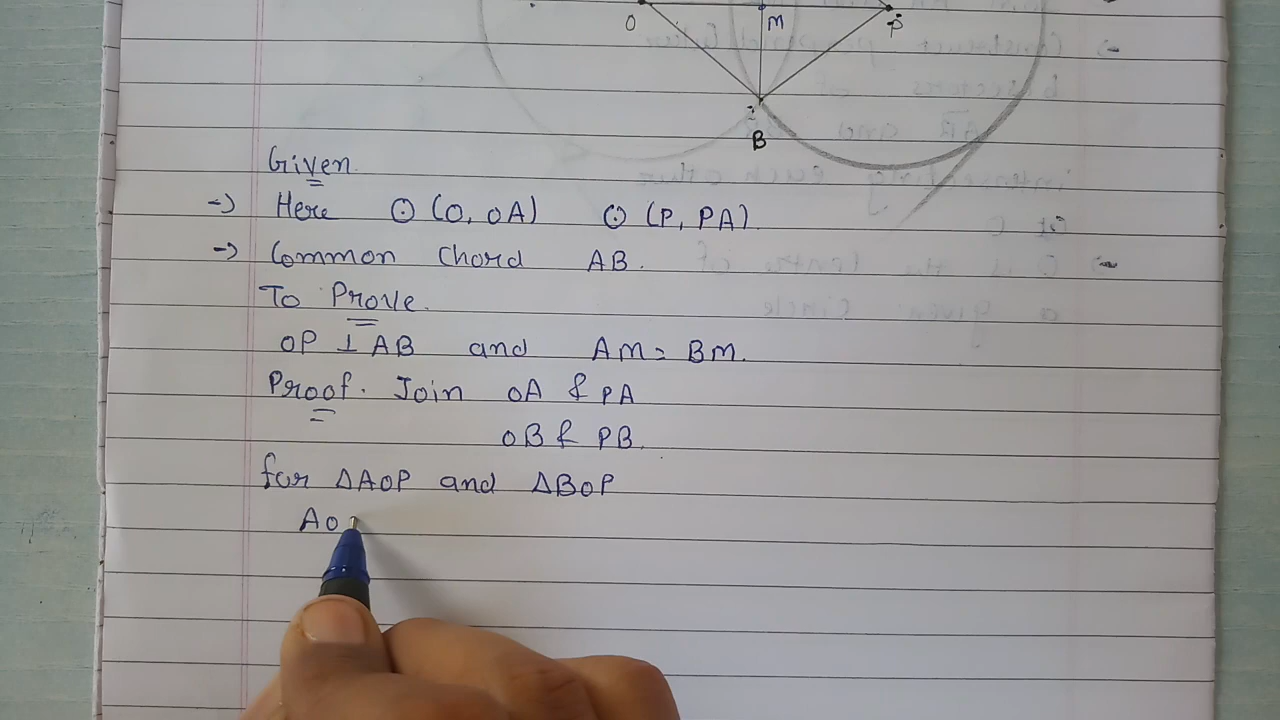 O M P
B
Given
-) Here ⊙ (O, OA) ⊙ (P, PA).
-) Common Chord AB.
To Prove.
OP ⊥ AB and AM = BM.
Proof. Join OA & PA
OB & PB.
for ΔAOP and ΔBOP
AO =